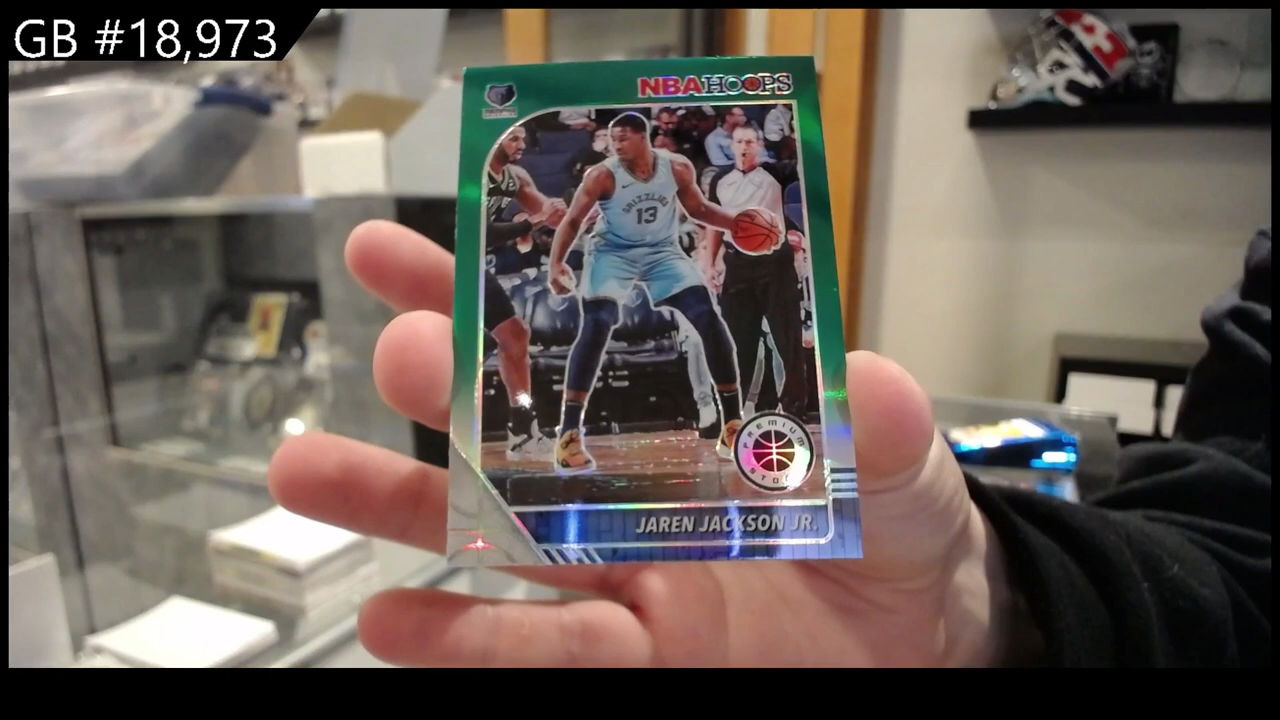 GB #18,973
NBA HOOPS
GRIZZLIES
13
PREMIUM
STOCK
JAREN JACKSON JR.